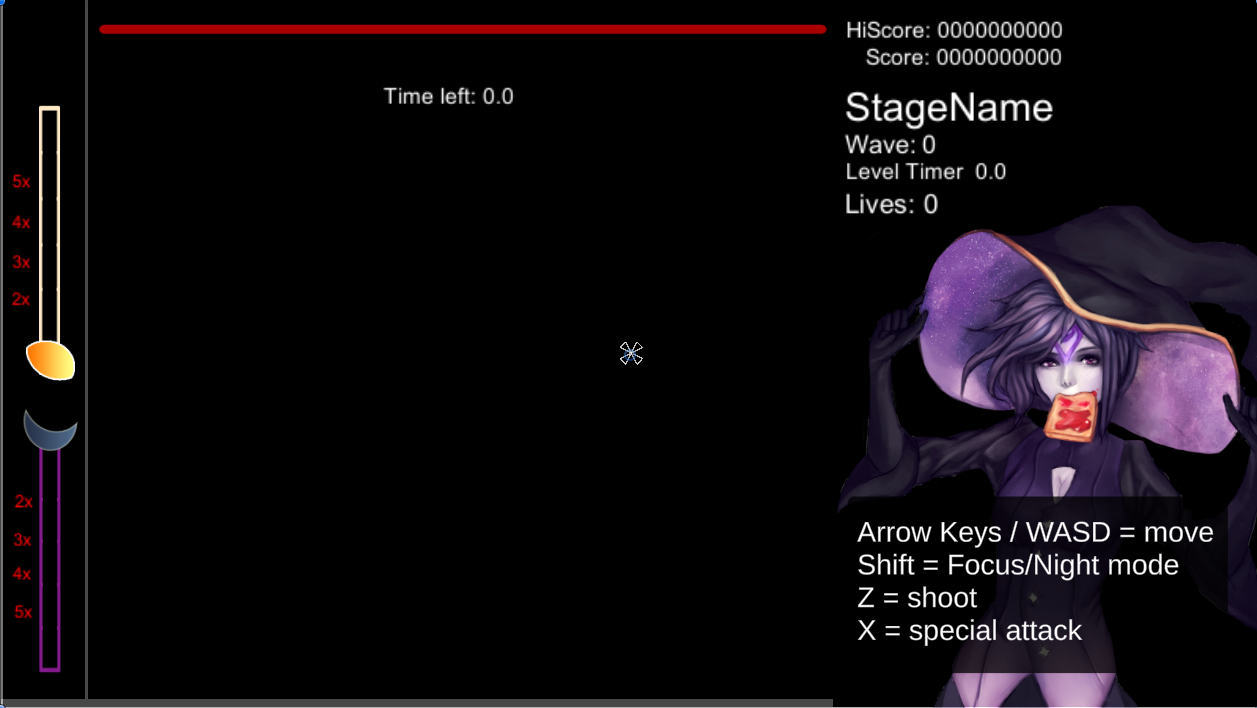 HiScore: 0000000000
Score: 0000000000
Time left: 0.0
StageName
Wave: 0
Level Timer 0.0
Lives: 0
5x
4x
3x
2x
2x
3x
4x
5x
Arrow Keys / WASD = move
Shift = Focus/Night mode
Z = shoot
X = special attack